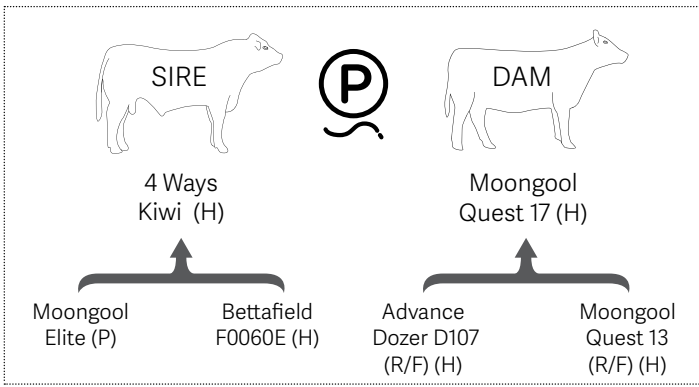 SIRE
P
DAM
4 Ways
Kiwi (H)
Moongool
Quest 17 (H)
Moongool
Elite (P)
Bettafield
F0060E (H)
Advance
Dozer D107
(R/F) (H)
Moongool
Quest 13
(R/F) (H)